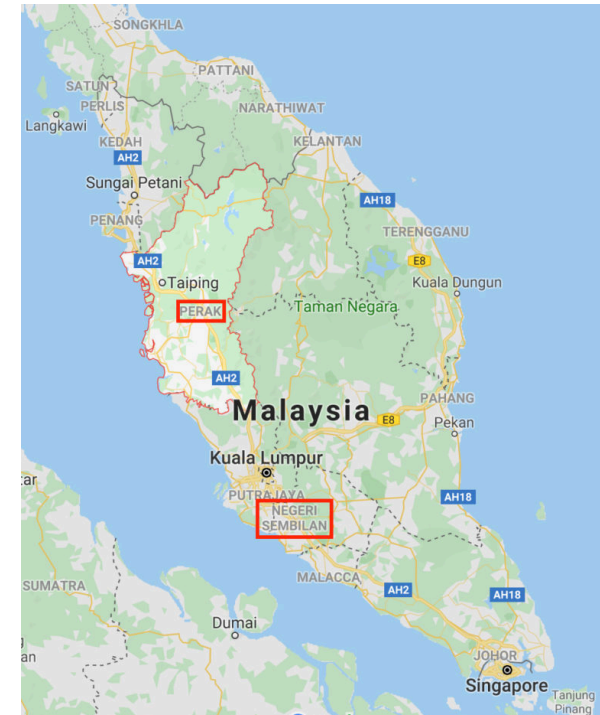 SONGKHLA
PATTANI
SATUN
PERLIS
NARATHIWAT
Langkawi
KEDAH
KELANTAN
AH2
Sungai Petani
AH18
PENANG
TERENGGANU
AH2
E8
Taiping
Kuala Dungun
PERAK
Taman Negara
AH2
PAHANG
Malaysia
E8
Pekan
Kuala Lumpur
tar
PUTRAJAYA
AH18
NEGERI
SEMBILAN
MALACCA
SUMATRA
AH2
AH18
Dumai
an
JOHOR
Singapore
Tanjung
Pinang